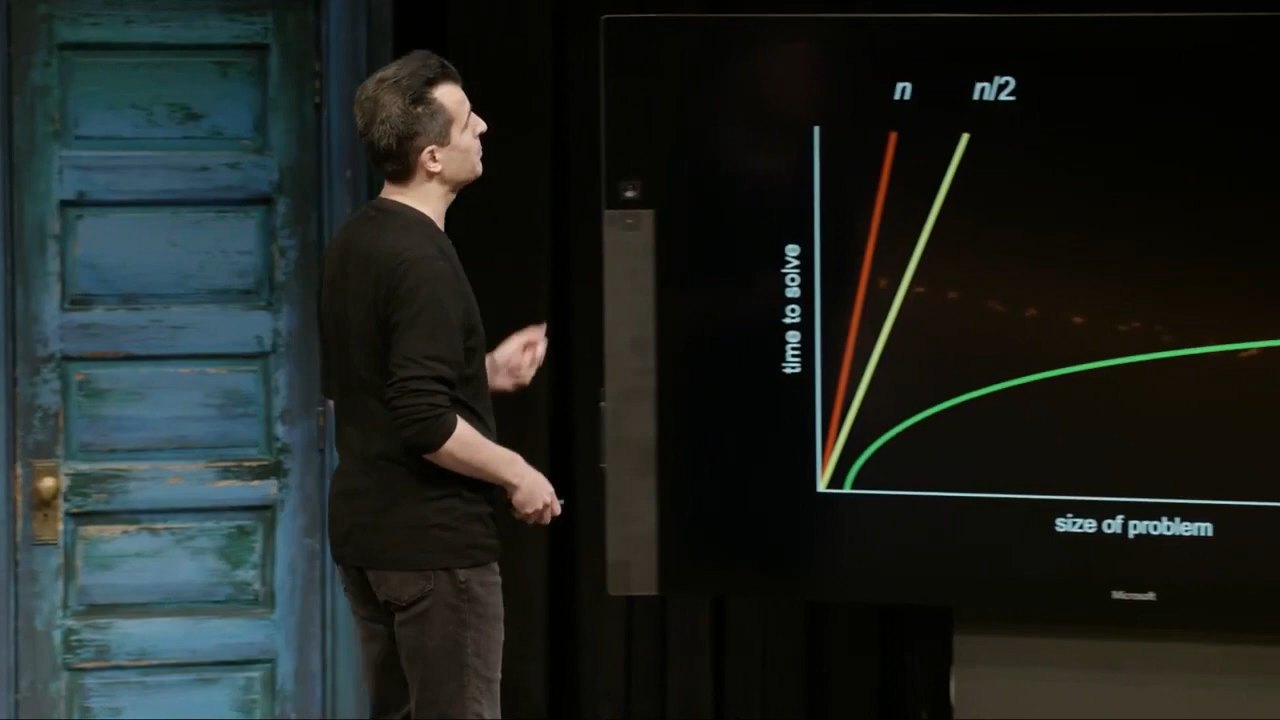 n
n/2
time to solve
size of problem
Microsoft